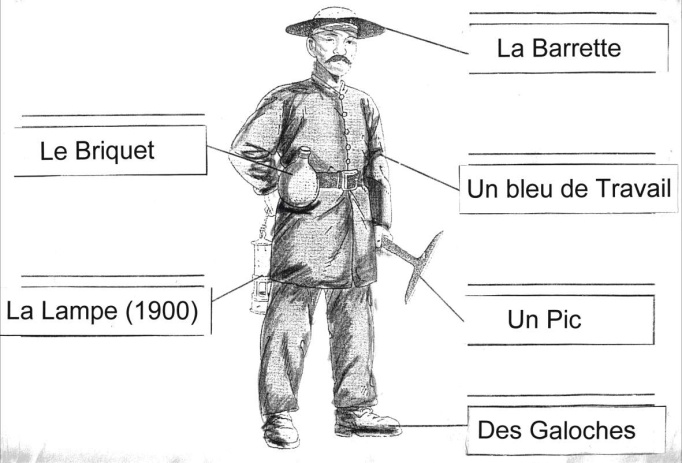 La Barrette
Le Briquet
Un bleu de Travail
La Lampe (1900)
Un Pic
Des Galoches